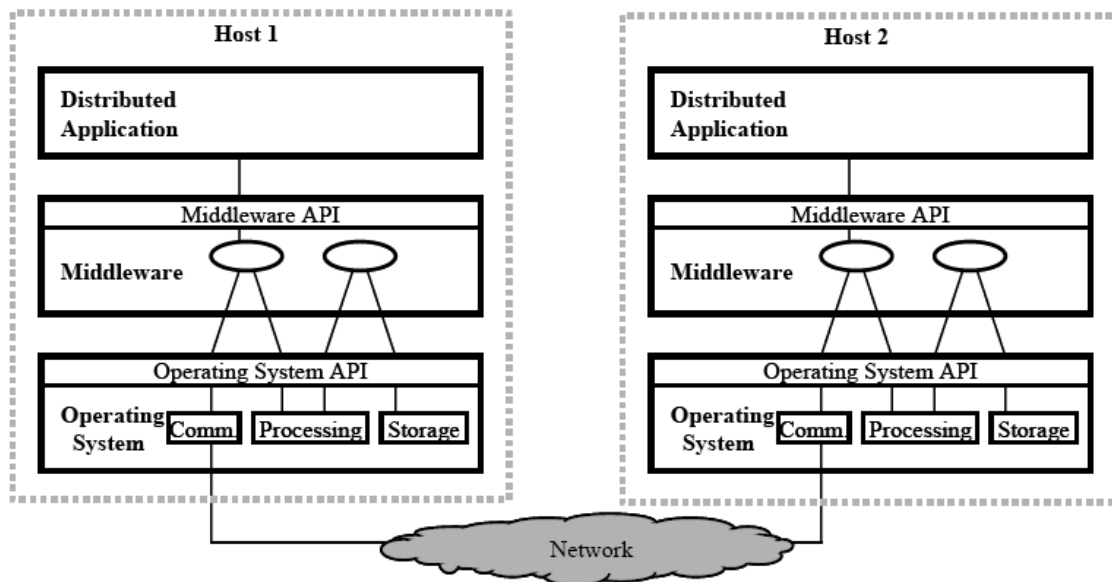 Host 1
Distributed
Application
Middleware API
Middleware
Operating System API
Operating
System
Comm.
Processing
Storage
Host 2
Distributed
Application
Middleware API
Middleware
Operating System API
Operating
System
Comm.
Processing
Storage
Network